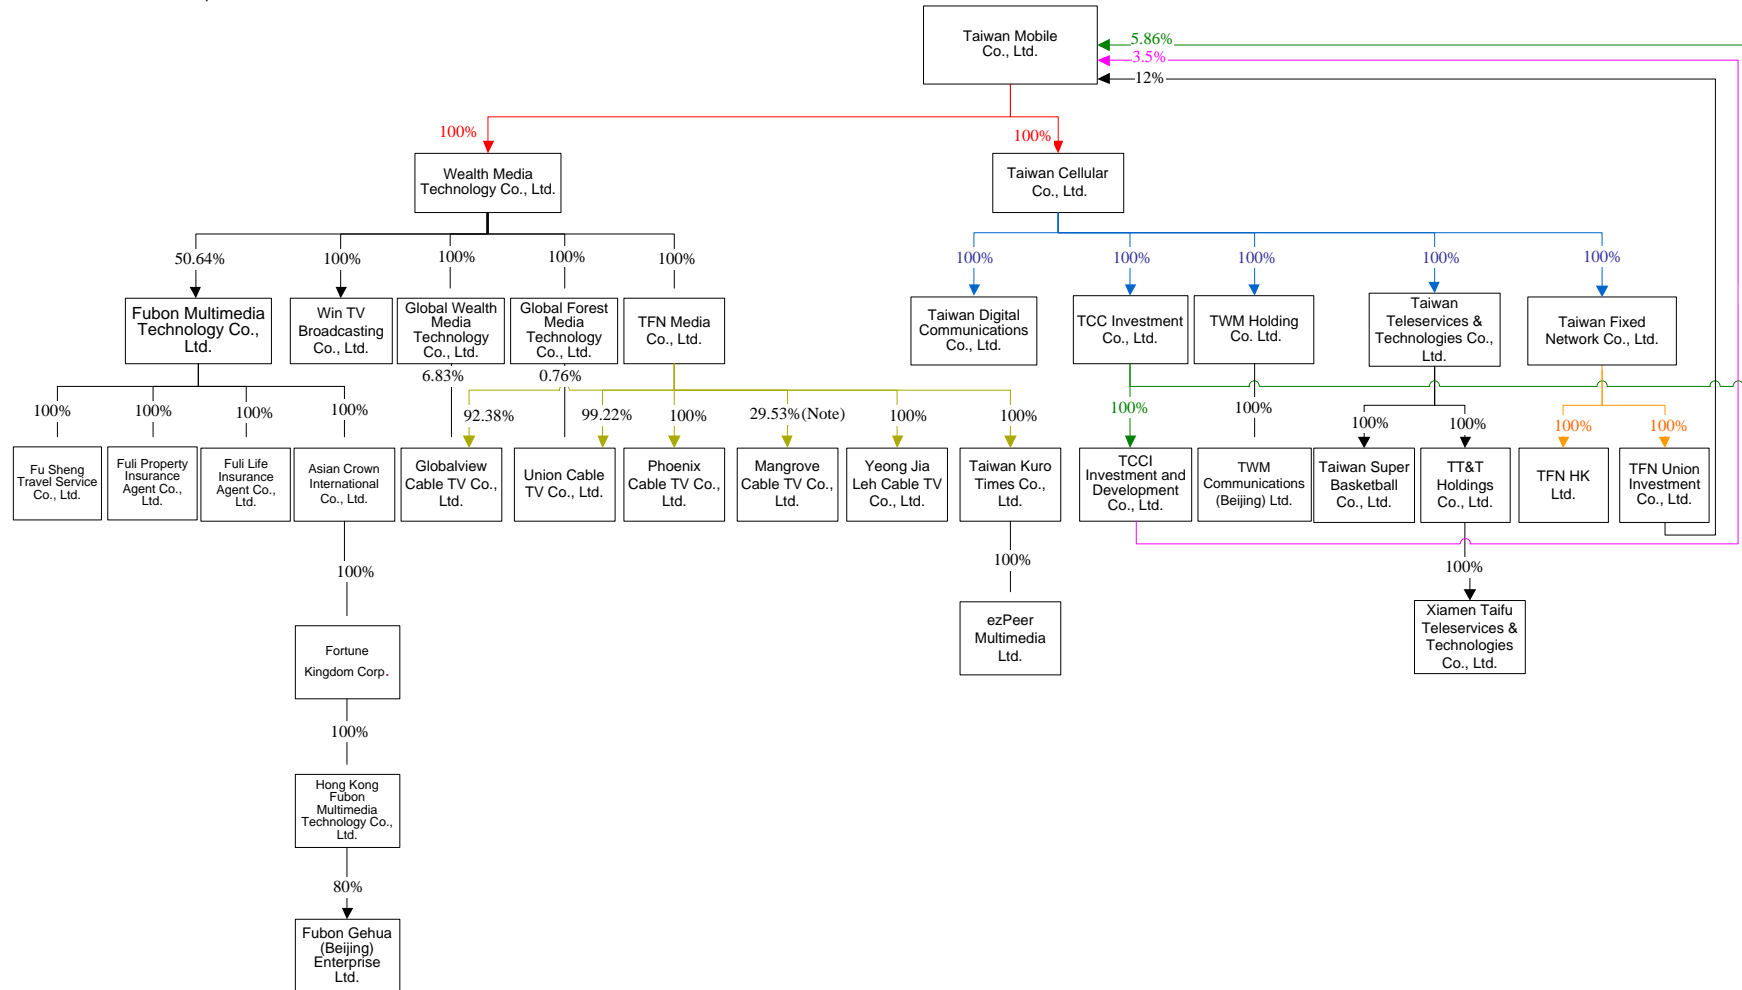 Taiwan Mobile
Co., Ltd.
5.86%
3.5%
12%
100%
100%
Wealth Media
Technology Co., Ltd.
Taiwan Cellular
Co., Ltd.
50.64%
100%
100%
100%
100%
100%
100%
100%
100%
100%
Fubon Multimedia
Technology Co.,
Ltd.
Win TV
Broadcasting
Co., Ltd.
Global Wealth
Media
Technology
Co., Ltd.
Global Forest
Media
Technology
Co., Ltd.
TFN Media
Co., Ltd.
Taiwan Digital
Communications
Co., Ltd.
TCC Investment
Co., Ltd.
TWM Holding
Co. Ltd.
Taiwan
Teleservices &
Technologies Co.,
Ltd.
Taiwan Fixed
Network Co., Ltd.
6.83%
0.76%
100%
100%
100%
100%
92.38%
99.22%
100%
29.53%(Note)
100%
100%
100%
100%
100%
100%
100%
100%
Fu Sheng
Travel Service
Co., Ltd.
Fuli Property
Insurance
Agent Co.,
Ltd.
Fuli Life
Insurance
Agent Co.,
Ltd.
Asian Crown
International
Co., Ltd.
Globalview
Cable TV Co.,
Ltd.
Union Cable
TV Co., Ltd.
Phoenix
Cable TV Co.,
Ltd.
Mangrove
Cable TV Co.,
Ltd.
Yeong Jia
Leh Cable TV
Co., Ltd.
Taiwan Kuro
Times Co.,
Ltd.
TCCI
Investment and
Development
Co., Ltd.
TWM
Communications
(Beijing) Ltd.
Taiwan Super
Basketball
Co., Ltd.
TT&T
Holdings
Co., Ltd.
TFN HK
Ltd.
TFN Union
Investment
Co., Ltd.
100%
100%
100%
Fortune
Kingdom Corp.
ezPeer
Multimedia
Ltd.
Xiamen Taifu
Teleservices &
Technologies
Co., Ltd.
100%
Hong Kong
Fubon
Multimedia
Technology Co.,
Ltd.
80%
Fubon Gehua
(Beijing)
Enterprise
Ltd.